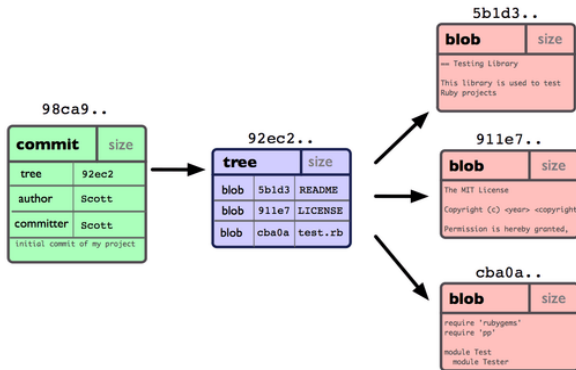 98ca9..
commit size
tree 92ec2
author Scott
committer Scott
initial commit of my project
92ec2..
tree size
blob 5b1d3 README
blob 911e7 LICENSE
blob cba0a test.rb
5b1d3..
blob size
== Testing Library
This library is used to test
Ruby projects
911e7..
blob size
The MIT License
Copyright (c) <year> <copyright
Permission is hereby granted,
cba0a..
blob size
require 'rubygems'
require 'pp'
module Test
module Tester